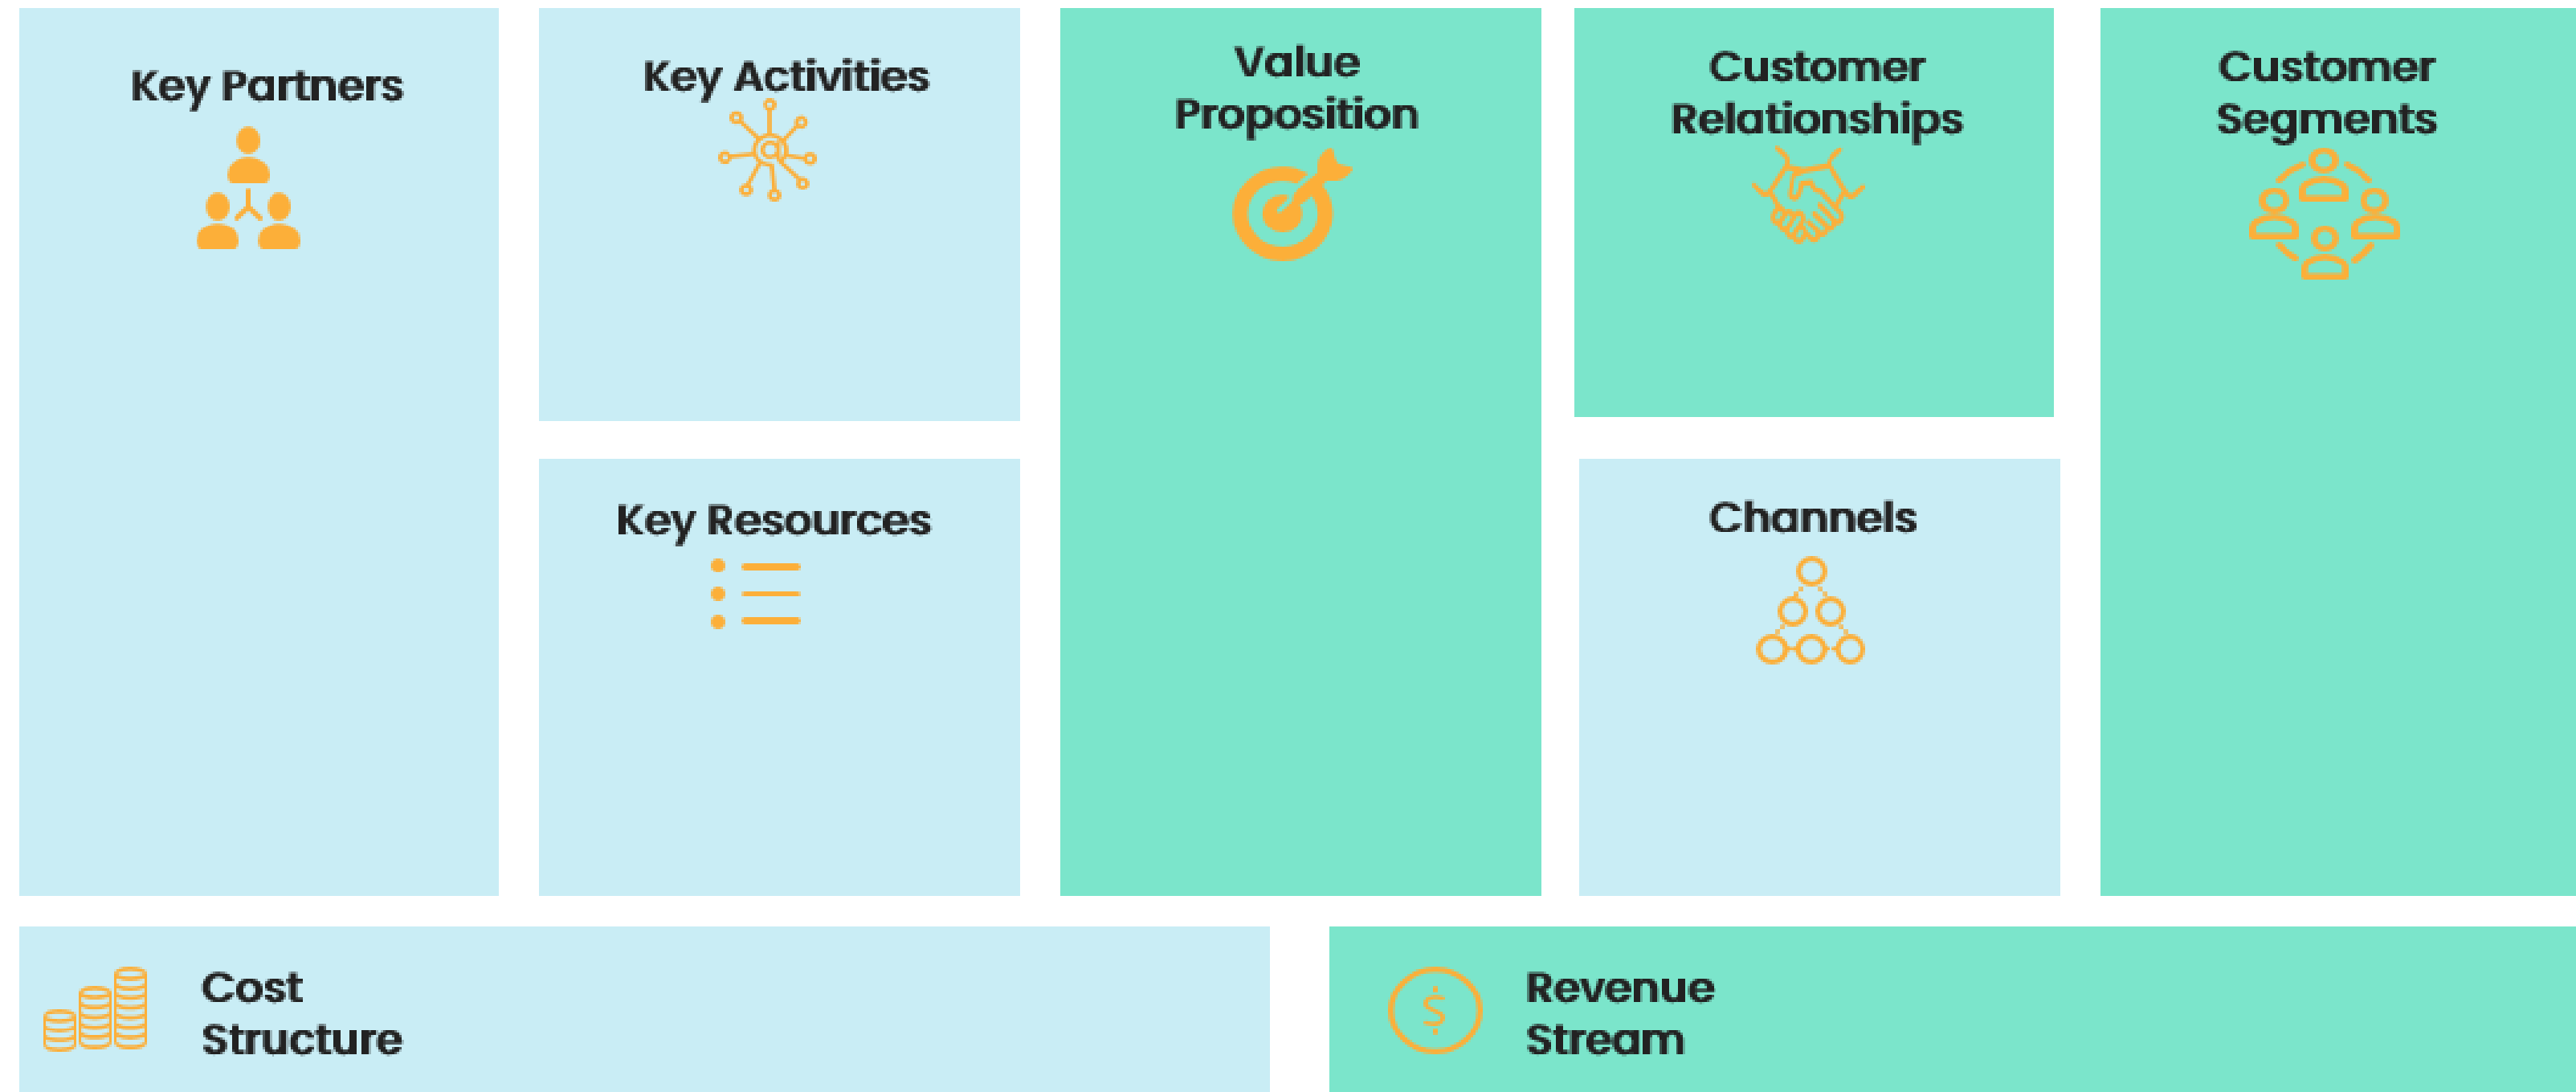 Key Partners
Key Activities
Key Resources
Value
Proposition
Customer
Relationships
Channels
Customer
Segments
Cost
Structure
$
Revenue
Stream